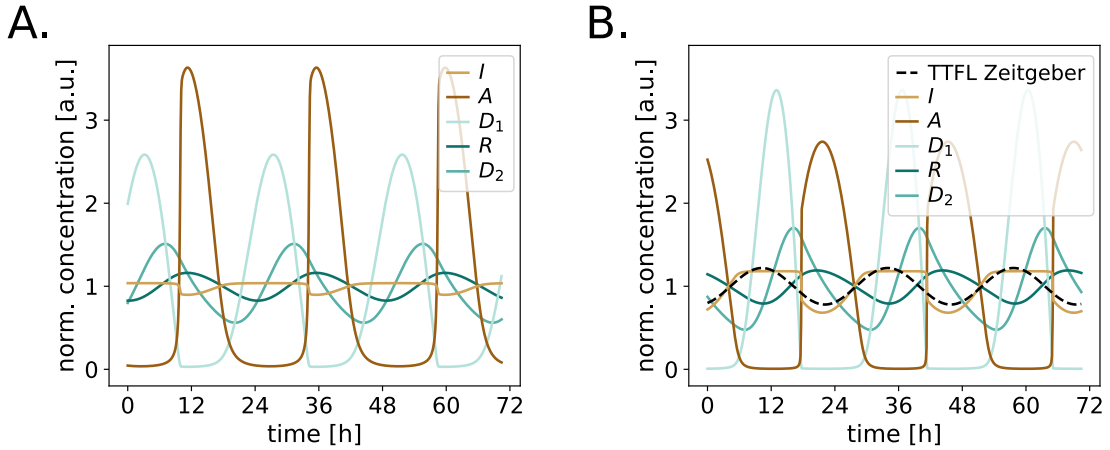 A.
norm. concentration [a.u.]
3
2
1
0
I
A
D1
R
D2
0 12 24 36 48 60 72
time [h]
B.
norm. concentration [a.u.]
3
2
1
0
TTFL Zeitgeber
I
A
D1
R
D2
0 12 24 36 48 60 72
time [h]